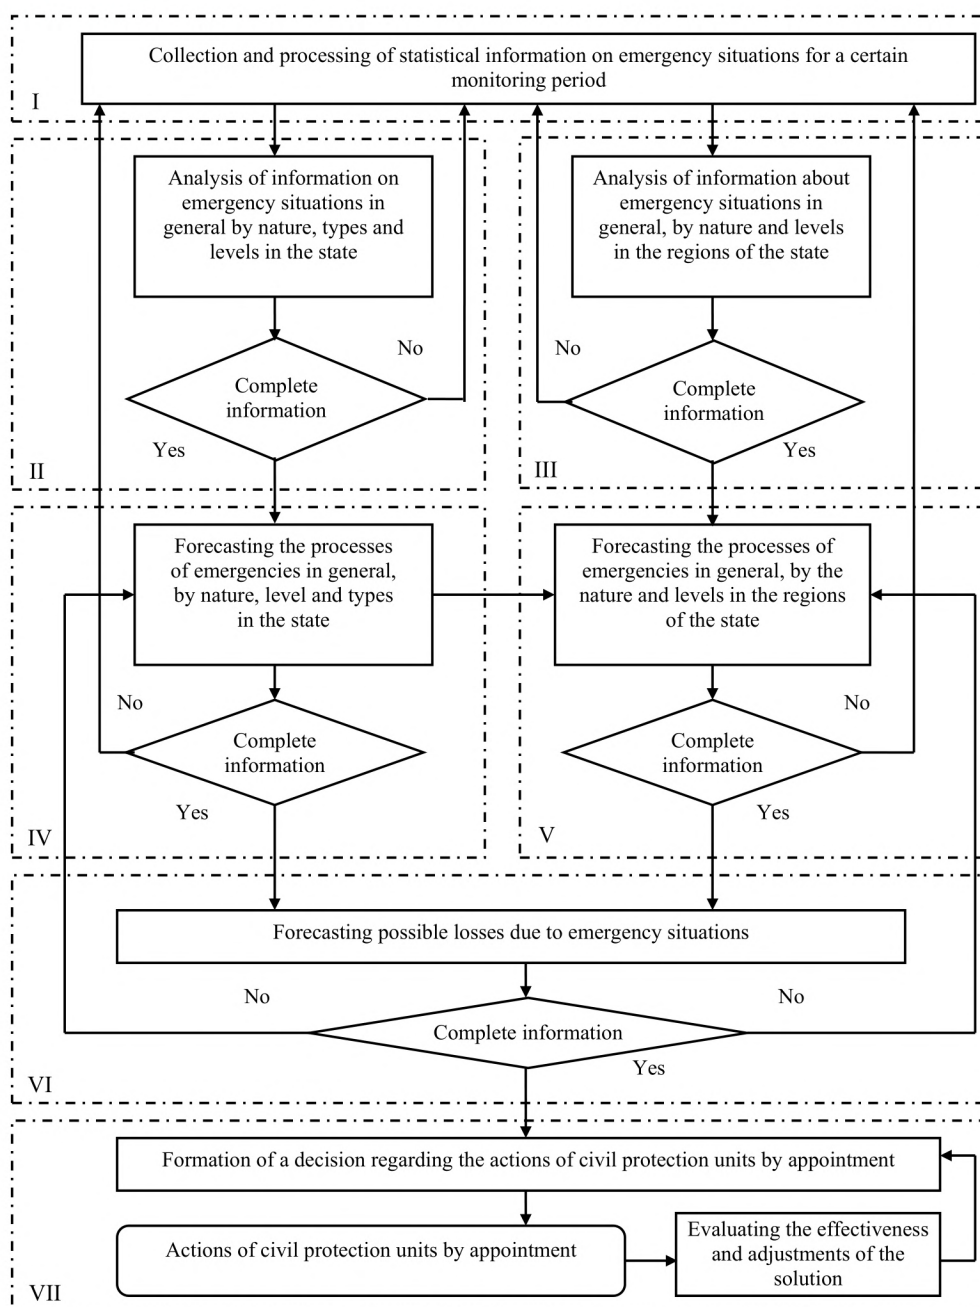 Collection and processing of statistical information on emergency situations for a certain
monitoring period
I
Analysis of information on
emergency situations in
general by nature, types and
levels in the state
Analysis of information about
emergency situations in
general, by nature and levels
in the regions of the state
No
No
Complete
information
Complete
information
Yes
Yes
II
III
Forecasting the processes
of emergencies in general,
by nature, level and types
in the state
Forecasting the processes of
emergencies in general, by the
nature and levels in the regions
of the state
No
No
Complete
information
Complete
information
Yes
Yes
IV
V
Forecasting possible losses due to emergency situations
No
No
Complete information
Yes
VI
Formation of a decision regarding the actions of civil protection units by appointment
Actions of civil protection units by appointment
Evaluating the effectiveness
and adjustments of the
solution
VII